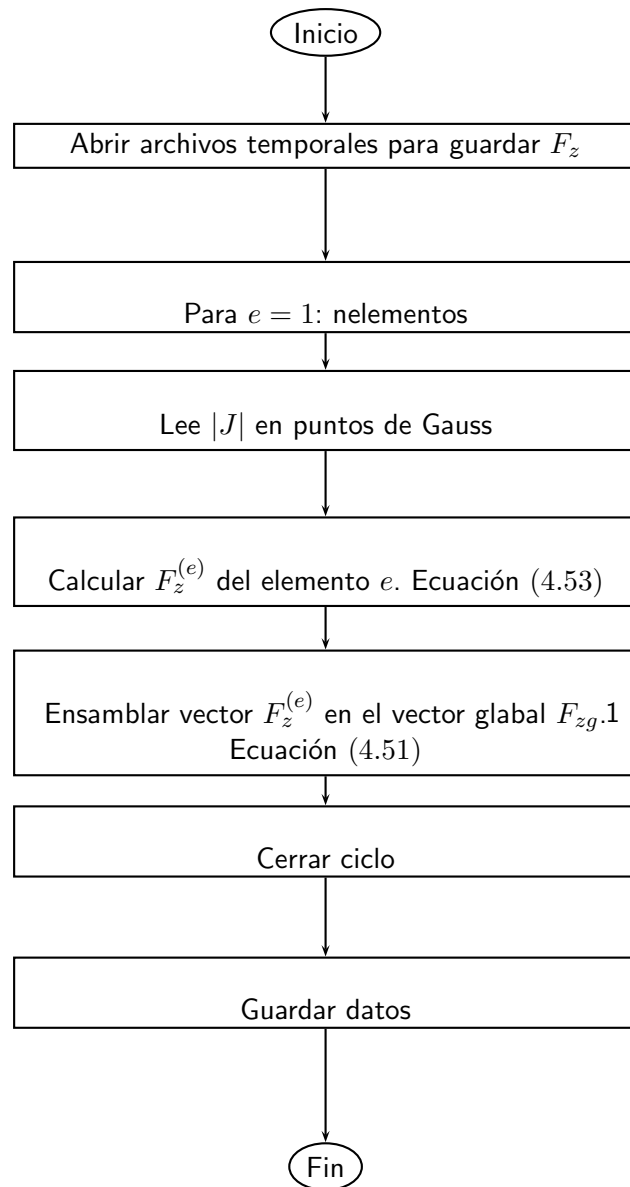 Inicio
Abrir archivos temporales para guardar $F_z$
Para $e = 1$: nelementos
Lee $|J|$ en puntos de Gauss
Calcular $F_z^{(e)}$ del elemento $e$. Ecuación (4.53)
Ensamblar vector $F_z^{(e)}$ en el vector glabal $F_{zg}$.1
Ecuación (4.51)
Cerrar ciclo
Guardar datos
Fin